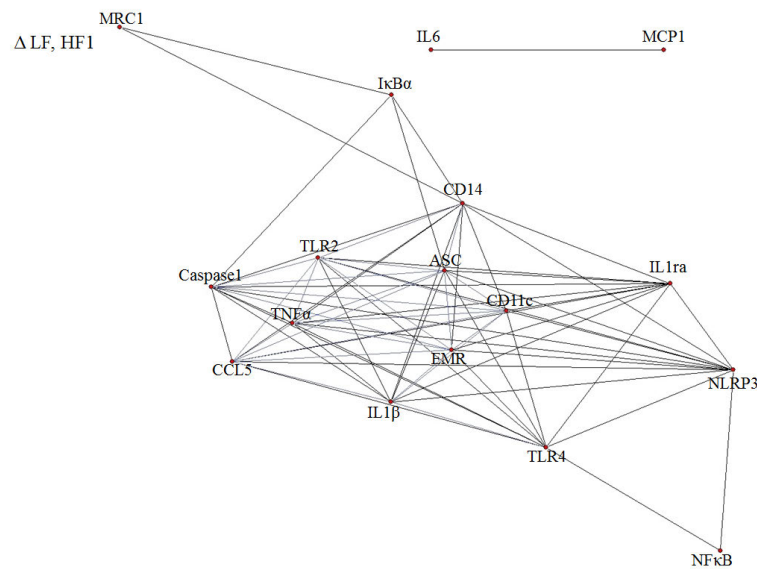 MRC1
Δ LF, HF1
IL6
MCP1
IκBα
CD14
TLR2
ASC
Caspase1
IL1ra
CD11c
TNFα
EMR
CCL5
NLRP3
IL1β
TLR4
NFκB